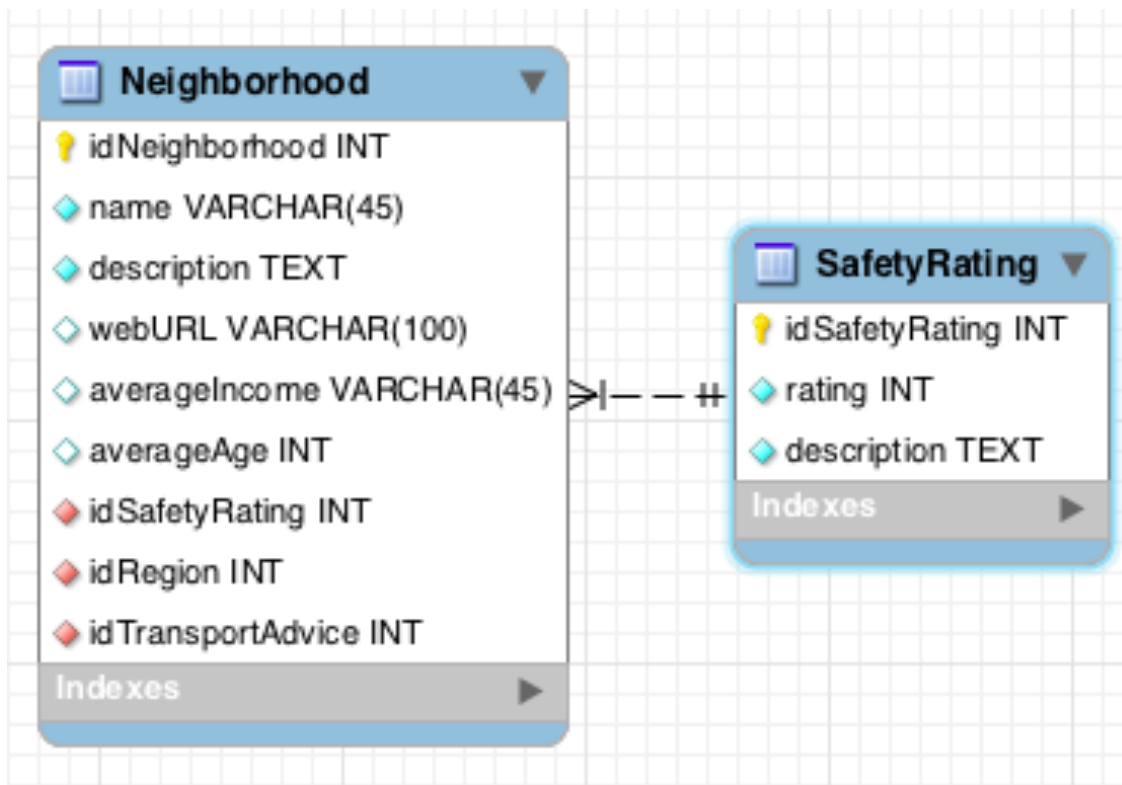 Neighborhood
idNeighborhood INT
name VARCHAR(45)
description TEXT
webURL VARCHAR(100)
averageIncome VARCHAR(45)
averageAge INT
idSafetyRating INT
idRegion INT
idTransportAdvice INT
Indexes
SafetyRating
idSafetyRating INT
rating INT
description TEXT
Indexes